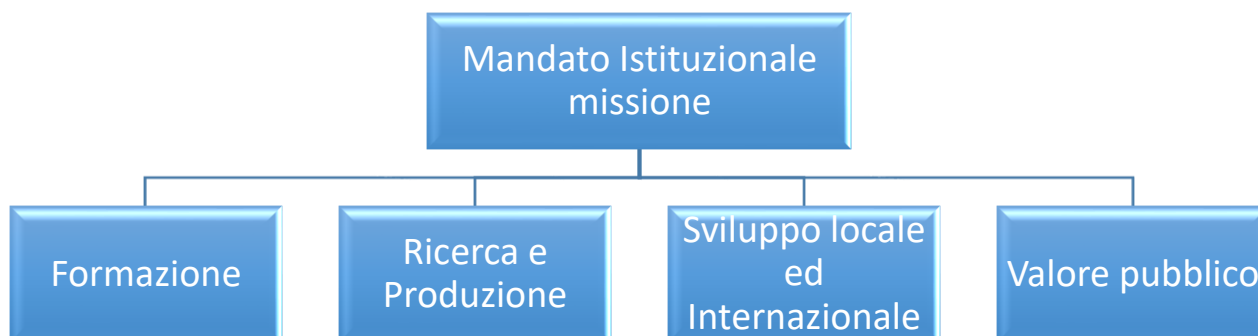 Mandato Istituzionale
missione
Formazione
Ricerca e
Produzione
Sviluppo locale
ed
Internazionale
Valore pubblico